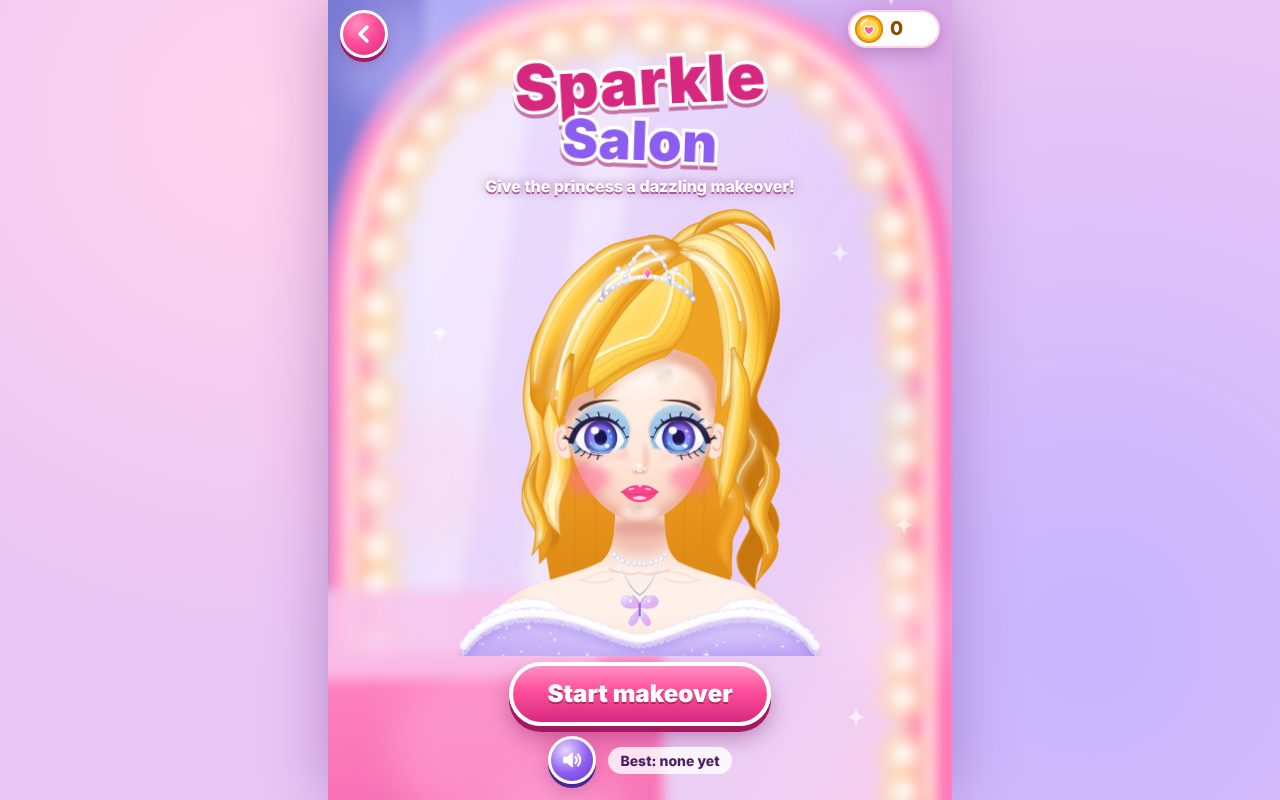 0
Sparkle
Salon
Give the princess a dazzling makeover!
Start makeover
Best: none yet